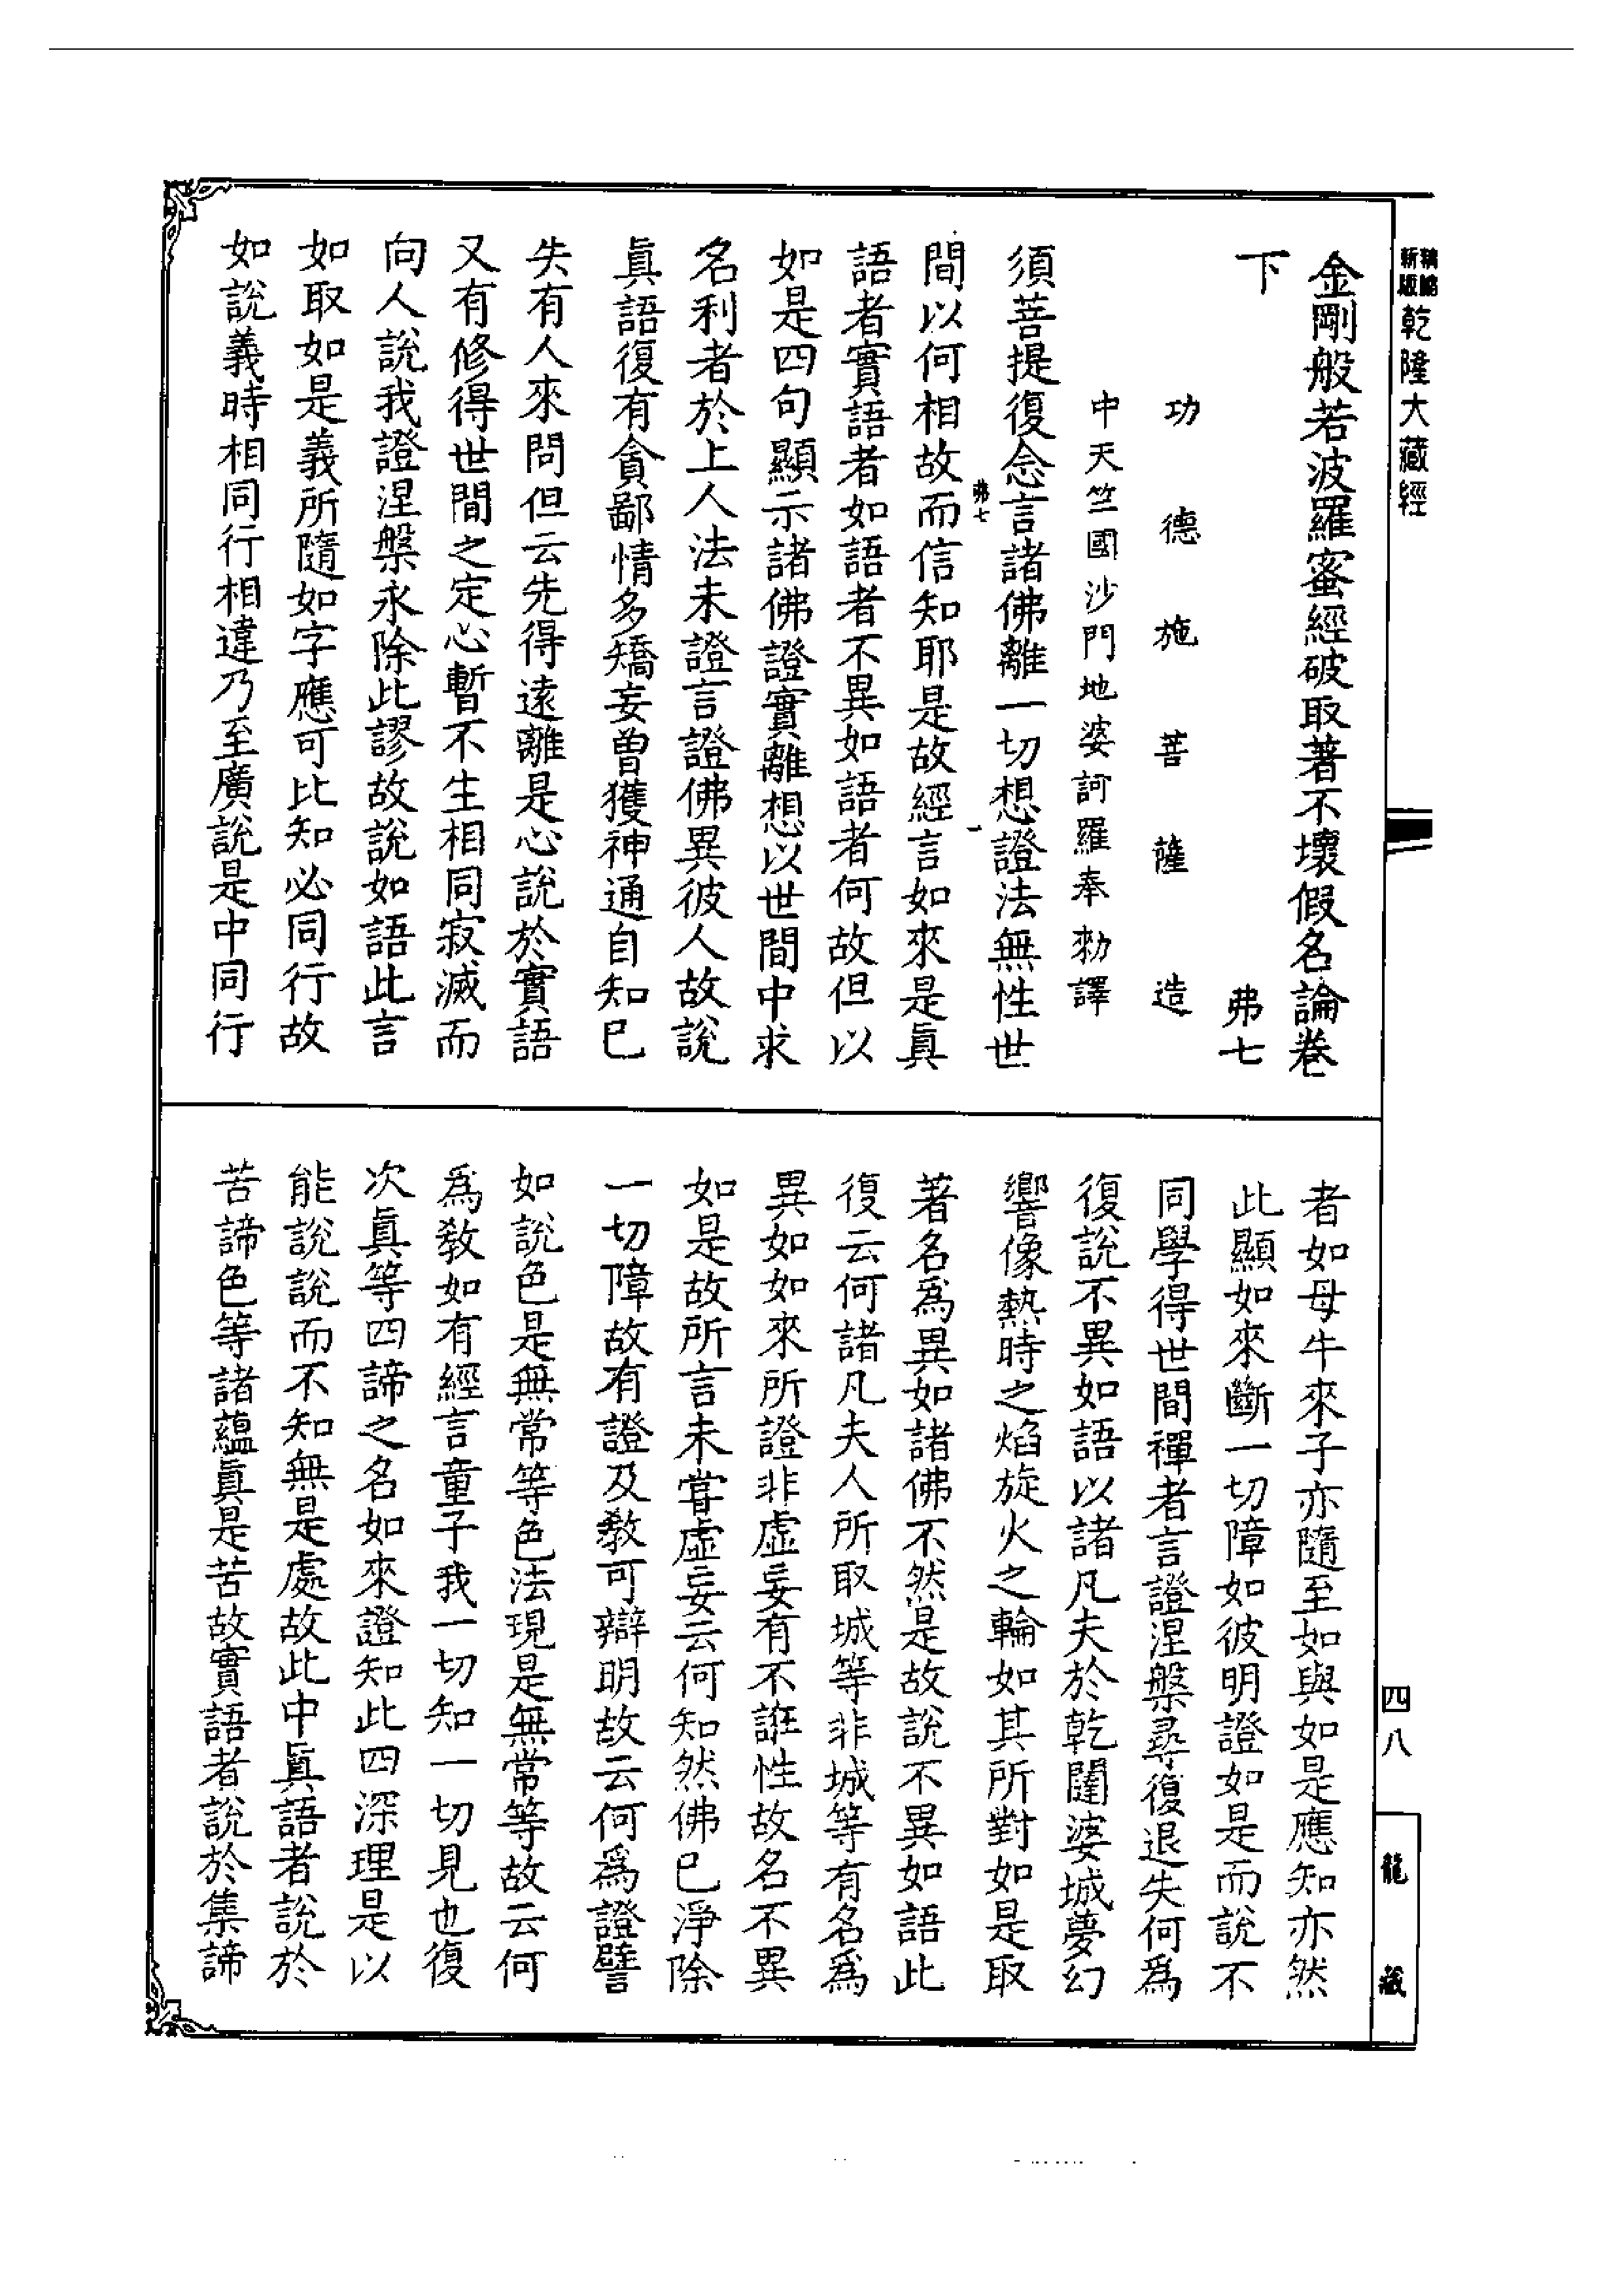 精縮新版乾隆大藏經
金剛般若波羅蜜經破取著不壞假名論卷
下
弗七
功德施菩薩造
中天竺國沙門地婆訶羅奉勑譯
須菩提復念言諸佛離一切想證法無性世
弗七
一
間以何相故而信知耶是故經言如來是眞
語者實語者如語者不異如語者何故但以
如是四句顯示諸佛證實離想以世間中求
名利者於上人法未證言證佛異彼人故說
眞語復有貪鄙情多矯妄曾獲神通自知已
失有人來問但云先得遠離是心說於實語
又有修得世間之定心暫不生相同寂滅而
向人說我證涅槃永除此謬故說如語此言
如取如是義所隨如字應可比知必同行故
如說義時相同行相違乃至廣說是中同行
四八
龍藏
者如母牛來子亦隨至如與如是應知亦然
此顯如來斷一切障如彼明證如是而說不
同學得世間禪者言證涅槃尋復退失何爲
復說不異如語以諸凡夫於乾闥婆城夢幻
響像熱時之焰旋火之輪如其所對如是取
著名爲異如諸佛不然是故說不異如語此
復云何諸凡夫人所取城等非城等有名爲
異如如來所證非虛妄有不誑性故名不異
如是故所言未嘗虛妄云何知然佛已淨除
一切障故有證及教可辯明故云何爲證譬
如說色是無常等色法現是無常等故云何
爲教如有經言童子我一切知一切見也復
次眞等四諦之名如來證知此四深理是以
能說說而不知無是處故此中眞語者說於
苦諦色等諸蘊眞是苦故實語者說於集諦